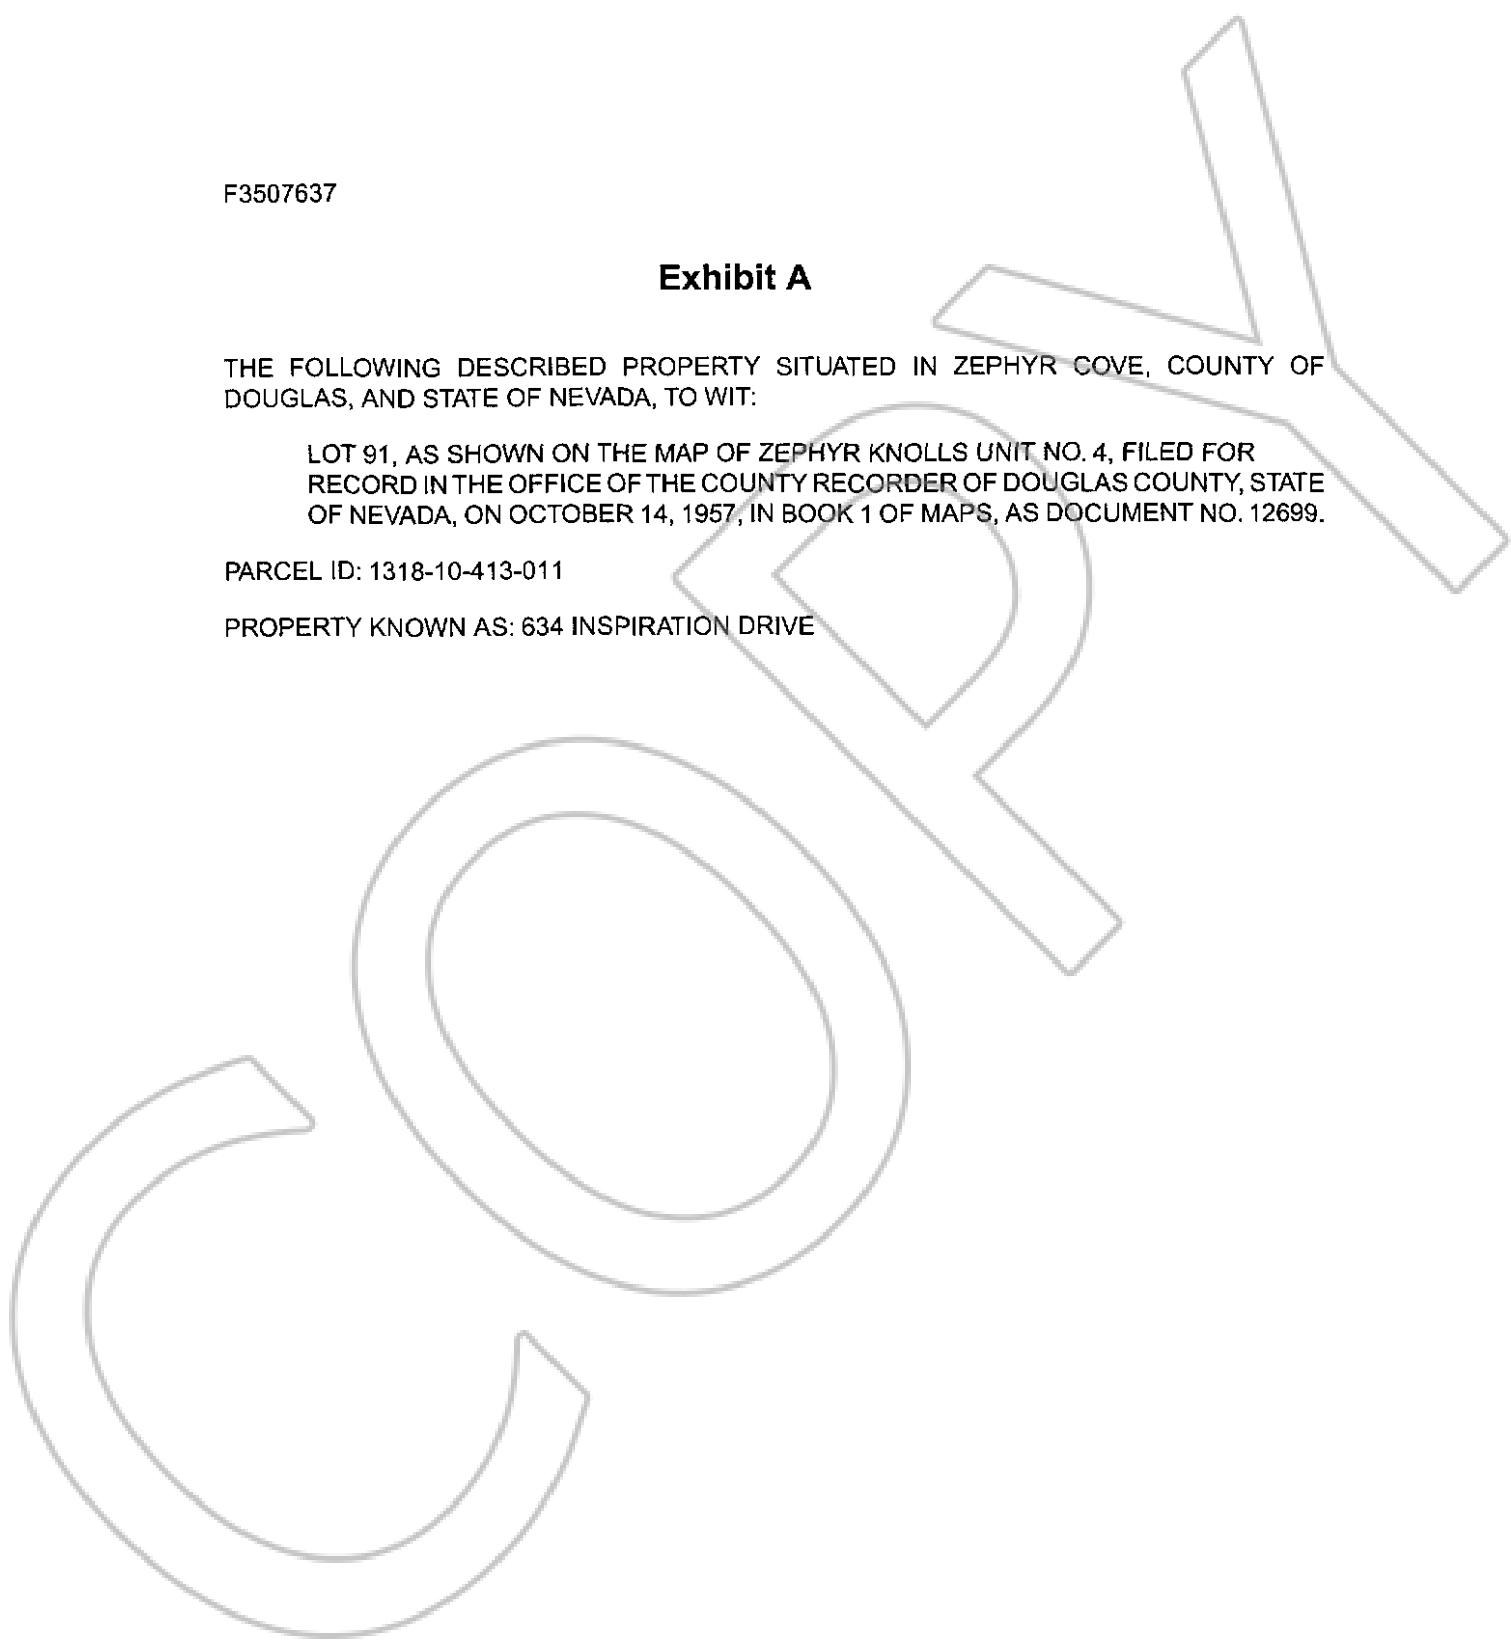 F3507637
Exhibit A
THE FOLLOWING DESCRIBED PROPERTY SITUATED IN ZEPHYR COVE, COUNTY OF
DOUGLAS, AND STATE OF NEVADA, TO WIT:
LOT 91, AS SHOWN ON THE MAP OF ZEPHYR KNOLLS UNIT NO. 4, FILED FOR
RECORD IN THE OFFICE OF THE COUNTY RECORDER OF DOUGLAS COUNTY, STATE
OF NEVADA, ON OCTOBER 14, 1957, IN BOOK 1 OF MAPS, AS DOCUMENT NO. 12699.
PARCEL ID: 1318-10-413-011
PROPERTY KNOWN AS: 634 INSPIRATION DRIVE
COPY